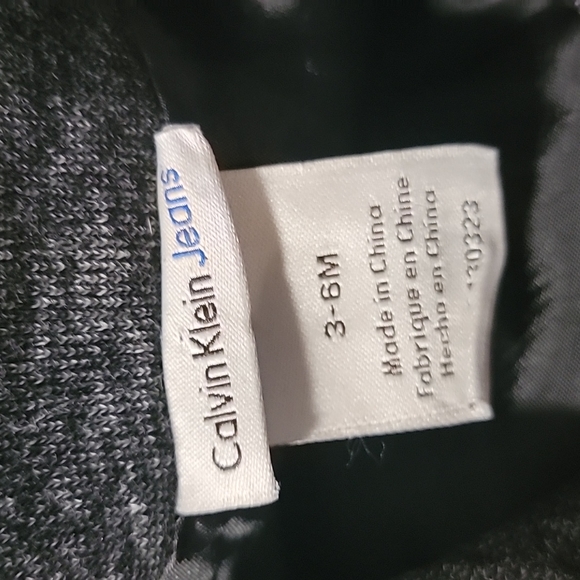 Calvin Klein Jeans
3-6M
Made in China
Fabrique en Chine
Hecho en China